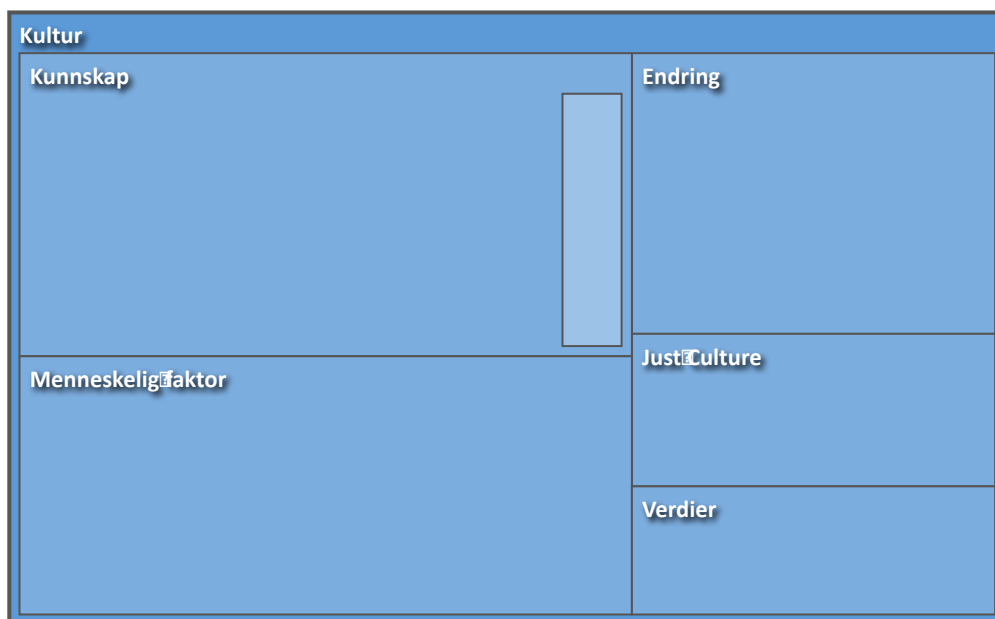 Kultur
Kunnskap
Endring
Just Culture
Menneskelig faktor
Verdier